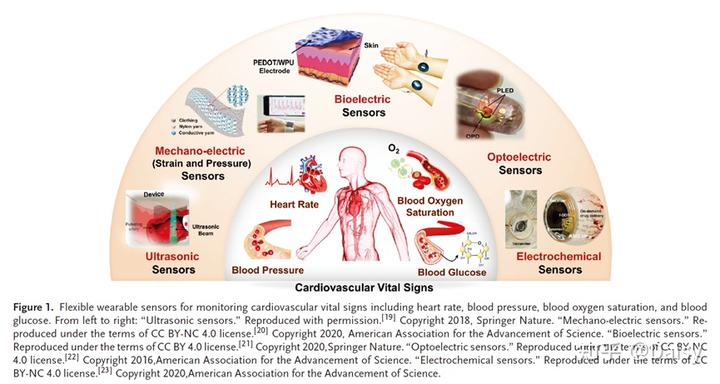 PEDOT/WPU
Electrode
Skin
Bioelectric
Sensors
Clothing
Nylon yarn
Conductive yarn
Mechano-electric
(Strain and Pressure)
Sensors
PLED
OPD
Optoelectric
Sensors
Device
Pulsating
artery
Ultrasonic
Beam
Ultrasonic
Sensors
Heart Rate
O2
Blood Oxygen
Saturation
Blood Pressure
Blood Glucose
On-demand
drug delivery
Electrochemical
Sensors
Cardiovascular Vital Signs
Figure 1. Flexible wearable sensors for monitoring cardiovascular vital signs including heart rate, blood pressure, blood oxygen saturation, and blood
glucose. From left to right: “Ultrasonic sensors.” Reproduced with permission.[19] Copyright 2018, Springer Nature. “Mechano-electric sensors.” Re-
produced under the terms of CC BY-NC 4.0 license.[20] Copyright 2020, American Association for the Advancement of Science. “Bioelectric sensors.”
Reproduced under the terms of CC BY 4.0 license.[21] Copyright 2020,Springer Nature. “Optoelectric sensors.” Reproduced under the terms of CC BY-NC
4.0 license.[22] Copyright 2016,American Association for the Advancement of Science. “Electrochemical sensors.” Reproduced under the terms of CC
BY-NC 4.0 license.[23] Copyright 2020,American Association for the Advancement of Science.
知乎 @Daisy